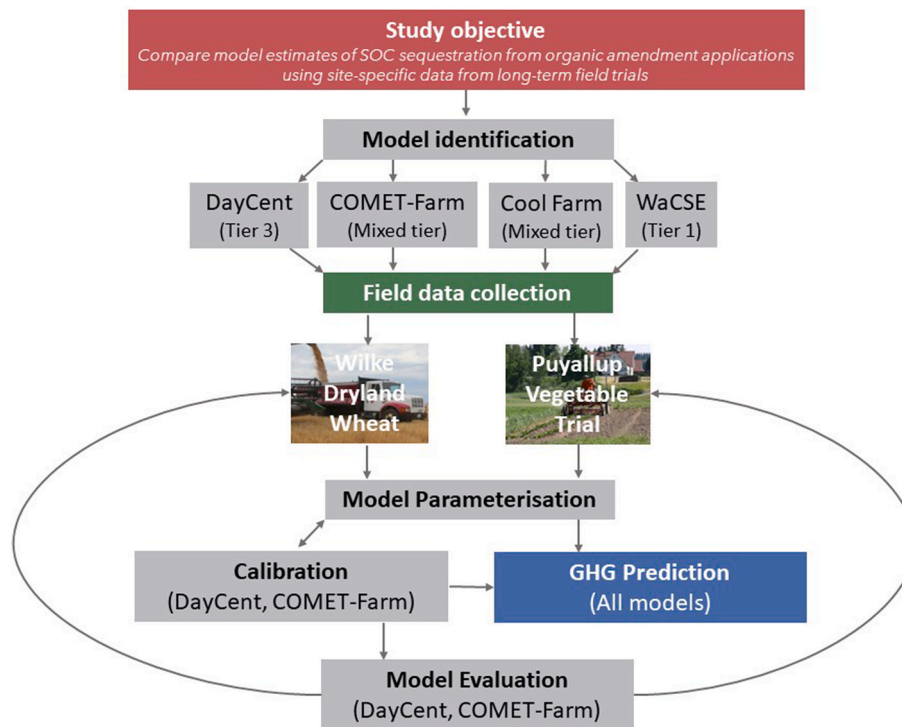 Study objective
Compare model estimates of SOC sequestration from organic amendment applications
using site-specific data from long-term field trials
Model identification
DayCent
(Tier 3)
COMET-Farm
(Mixed tier)
Cool Farm
(Mixed tier)
WaCSE
(Tier 1)
Field data collection
Wilke
Dryland
Wheat
Puyallup
Vegetable
Trial
Model Parameterisation
Calibration
(DayCent, COMET-Farm)
GHG Prediction
(All models)
Model Evaluation
(DayCent, COMET-Farm)